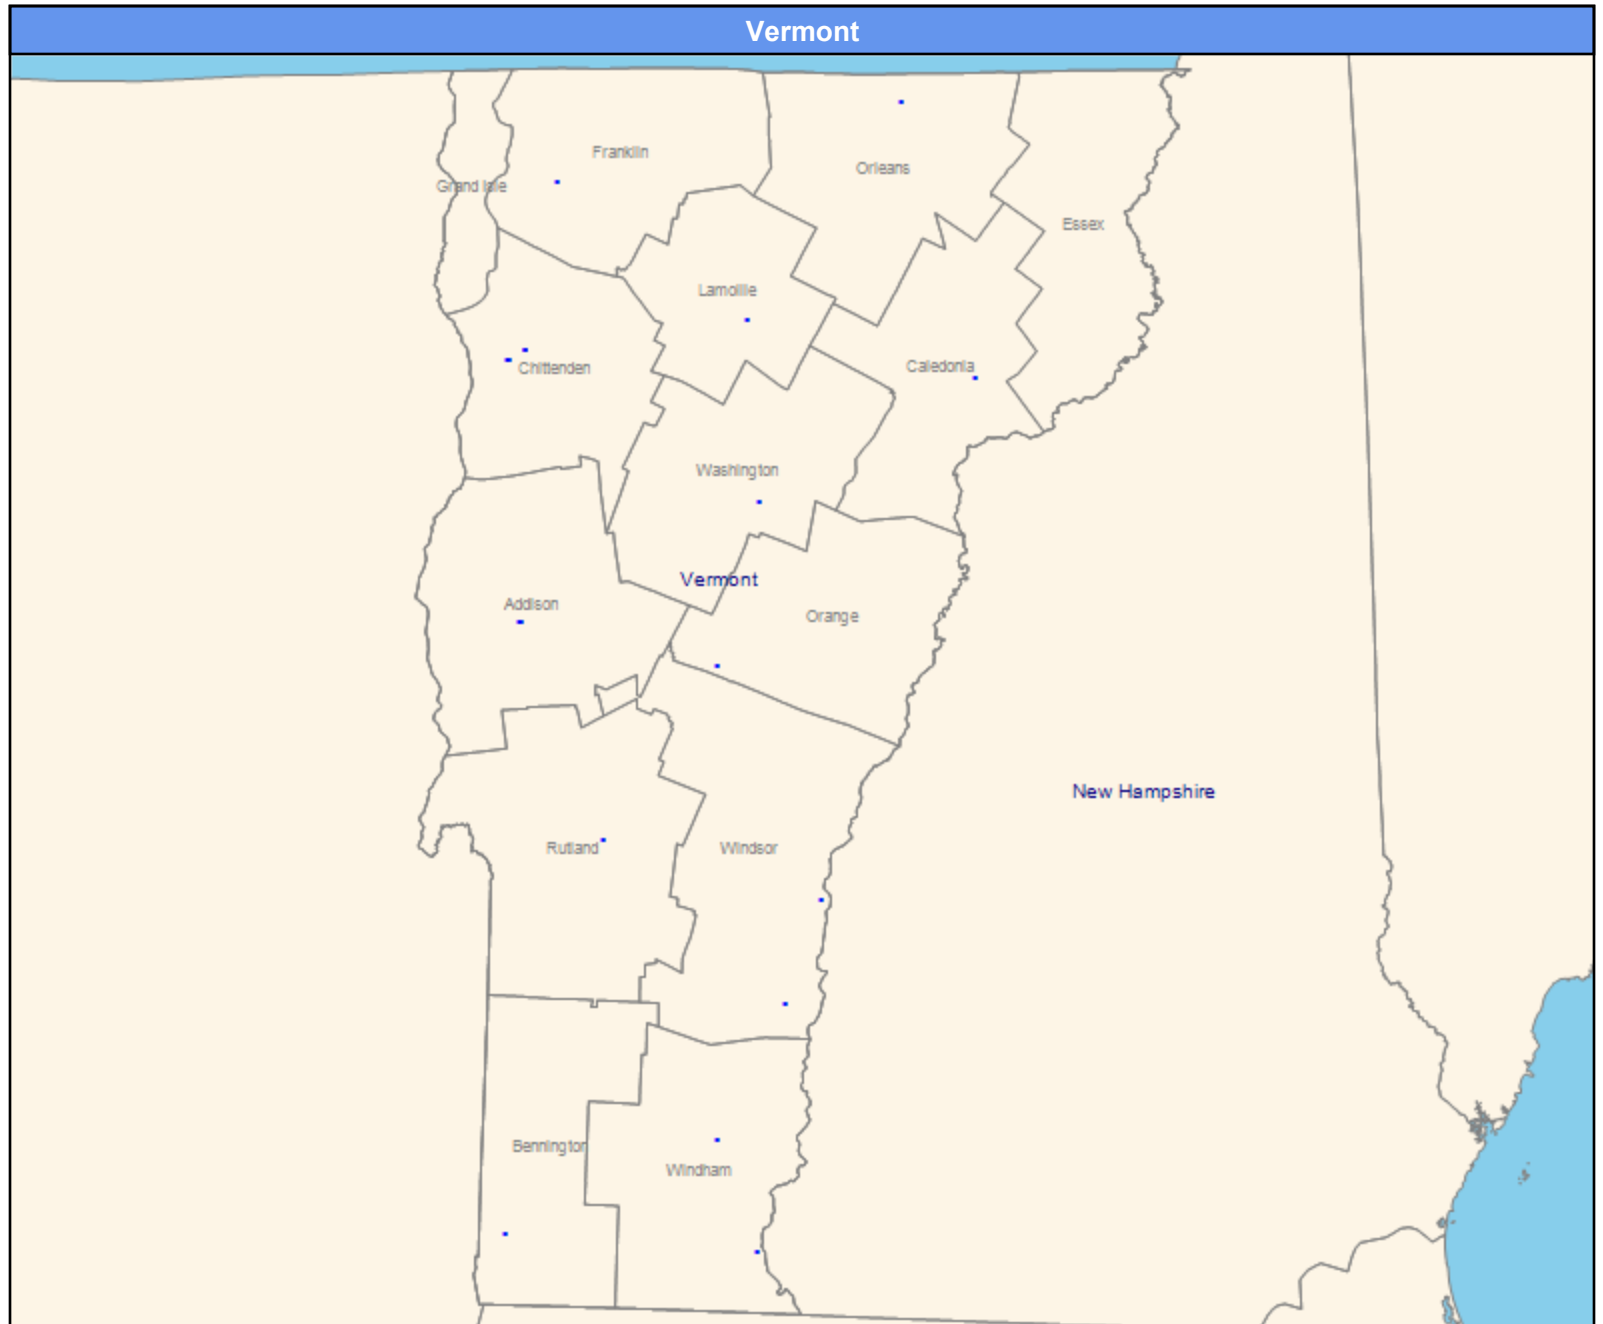 Vermont
Franklin
Orleans
Grand Isle
Essex
Lamoille
Chittenden
Caledonia
Washington
Vermont
Addison
Orange
New Hampshire
Rutland
Windsor
Bennington
Windham